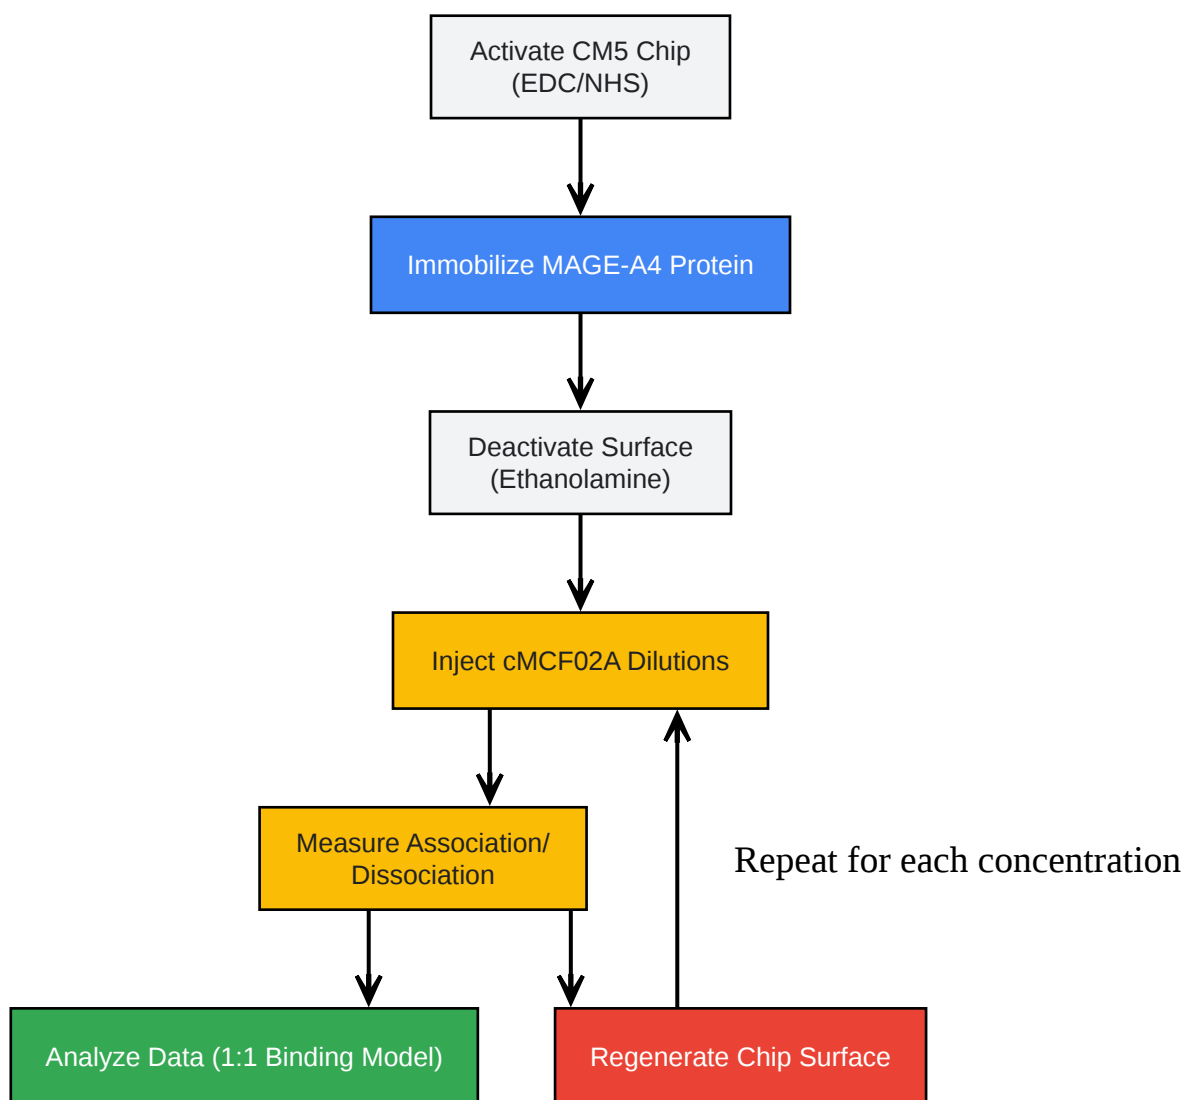 Activate CM5 Chip
(EDC/NHS)
Immobilize MAGE-A4 Protein
Deactivate Surface
(Ethanolamine)
Inject cMCF02A Dilutions
Measure Association/
Dissociation
Repeat for each concentration
Analyze Data (1:1 Binding Model)
Regenerate Chip Surface